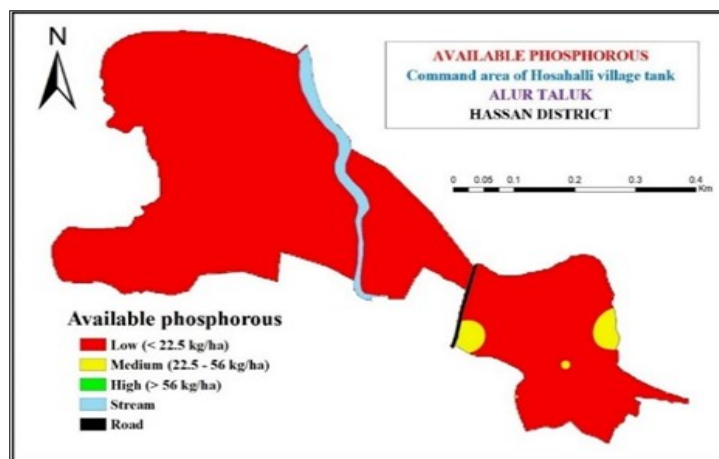 N
AVAILABLE PHOSPHOROUS
Command area of Hosahalli village tank
ALUR TALUK
HASSAN DISTRICT
0 0.05 0.1 0.2 0.3 0.4
Km
Available phosphorous
Low (< 22.5 kg/ha)
Medium (22.5 - 56 kg/ha)
High (> 56 kg/ha)
Stream
Road